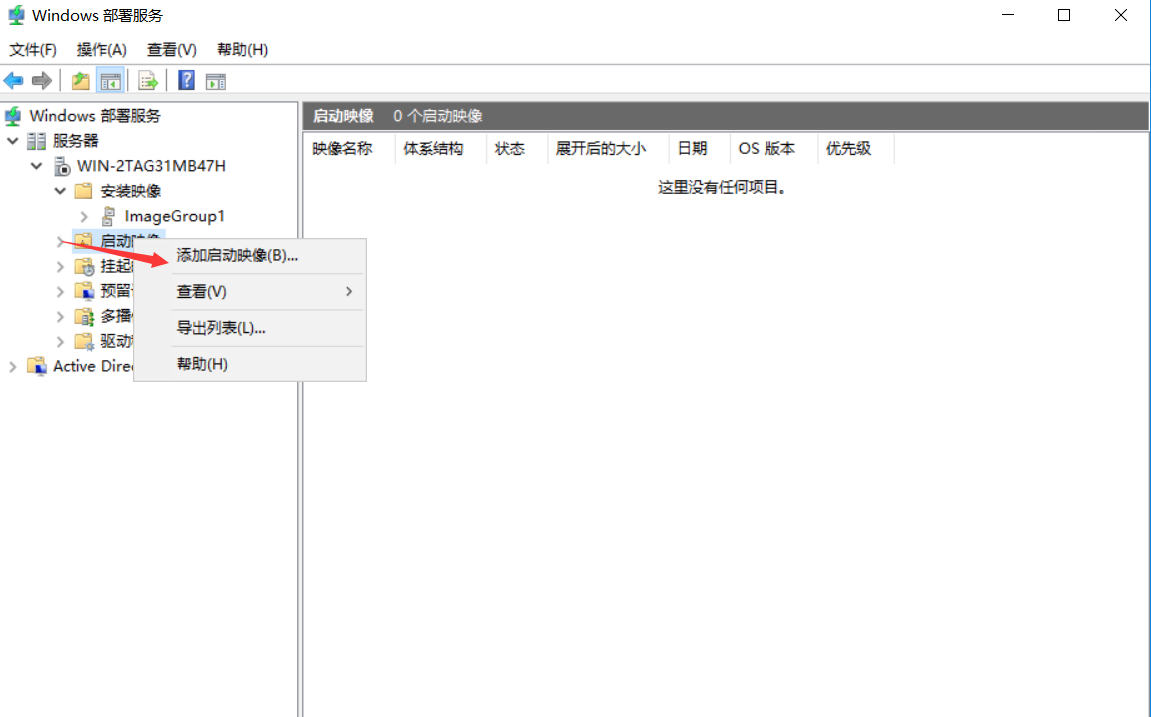 Windows 部署服务
文件(F) 操作(A) 查看(V) 帮助(H)
Windows 部署服务
服务器
WIN-2TAG31MB47H
安装映像
ImageGroup1
启动映像
挂起
预留
多播
驱动
Active Dire
添加启动映像(B)...
查看(V)
导出列表(L)...
帮助(H)
启动映像 0 个启动映像
映像名称 体系结构 状态 展开后的大小 日期 OS 版本 优先级
这里没有任何项目。